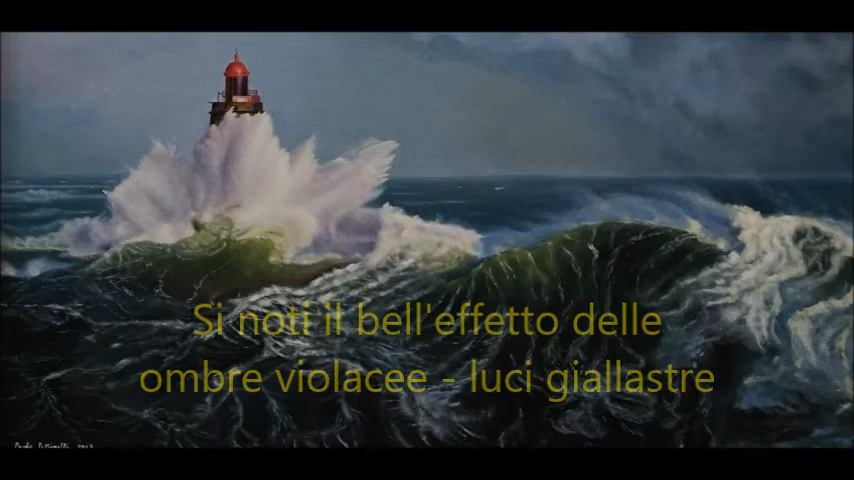 Si noti il bell'effetto delle
ombre violacee - luci giallastre